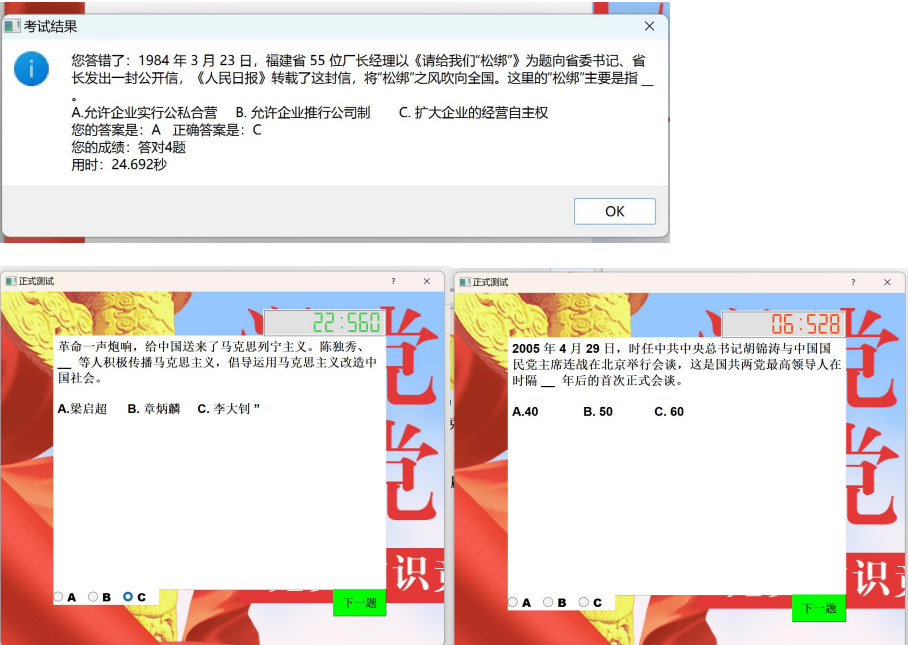 考试结果
您答错了：1984 年 3 月 23 日，福建省 55 位厂长经理以《请给我们“松绑”》为题向省委书记、省
长发出一封公开信，《人民日报》转载了这封信，将“松绑”之风吹向全国。这里的“松绑”主要是指 __
。
A.允许企业实行公私合营 B. 允许企业推行公司制 C. 扩大企业的经营自主权
您的答案是：A 正确答案是：C
您的成绩：答对4题
用时：24.692秒
OK
正式测试
22:560
革命一声炮响，给中国送来了马克思列宁主义。陈独秀、
__ 等人积极传播马克思主义，倡导运用马克思主义改造中
国社会。
A.梁启超 B. 章炳麟 C. 李大钊 ”
党
党
识
A B C
下一题
正式测试
06:528
2005 年 4 月 29 日，时任中共中央总书记胡锦涛与中国国
民党主席连战在北京举行会谈，这是国共两党最高领导人在
时隔 __ 年后的首次正式会谈。
A.40 B. 50 C. 60
党
党
识
A B C
下一题